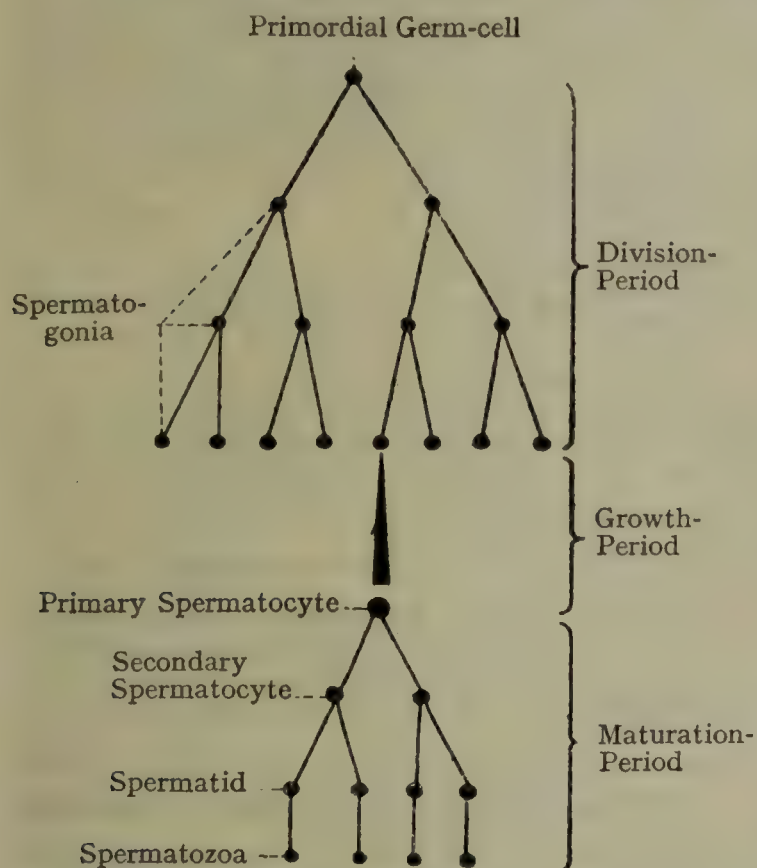 Primordial Germ-cell
Division-
Period
Spermato-
gonia
Growth-
Period
Primary Spermatocyte
Secondary
Spermatocyte
Maturation-
Period
Spermatid
Spermatozoa